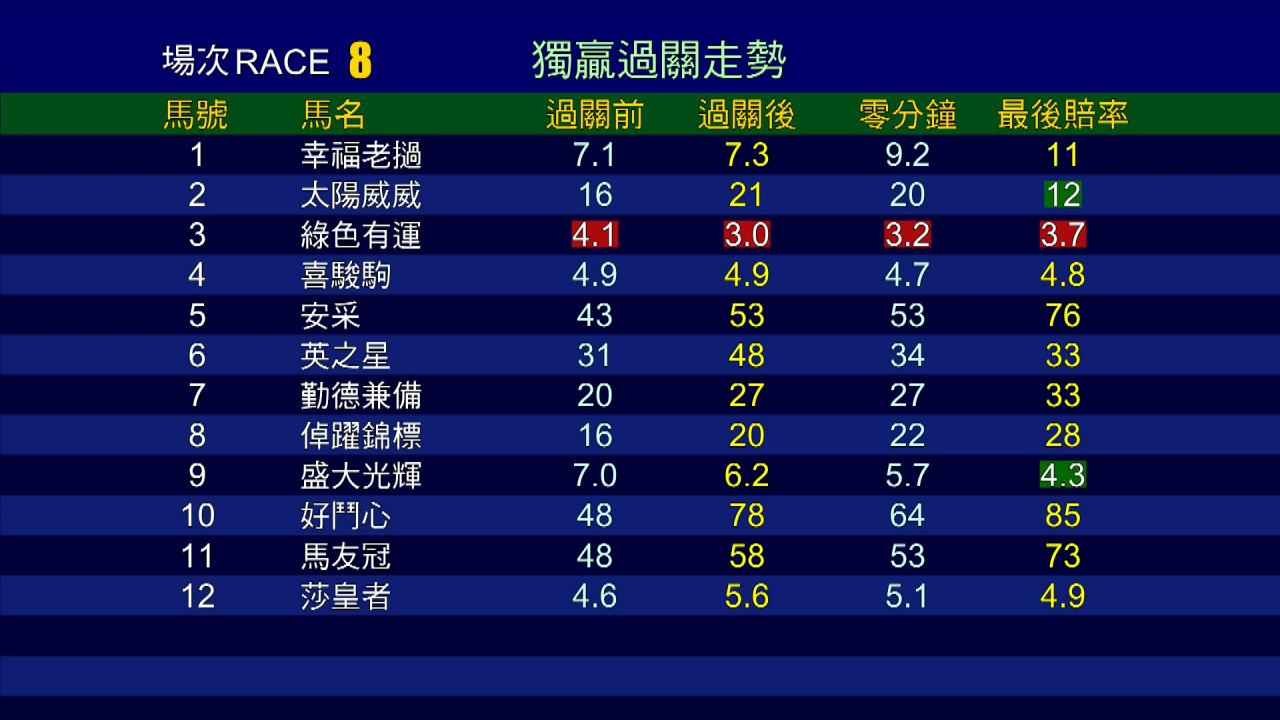 場次RACE 8 獨贏過關走勢
馬號 馬名 過關前 過關後 零分鐘 最後賠率
1 幸福老撾 7.1 7.3 9.2 11
2 太陽威威 16 21 20 12
3 綠色有運 4.1 3.0 3.2 3.7
4 喜駿駒 4.9 4.9 4.7 4.8
5 安采 43 53 53 76
6 英之星 31 48 34 33
7 勤德兼備 20 27 27 33
8 倬躍錦標 16 20 22 28
9 盛大光輝 7.0 6.2 5.7 4.3
10 好鬥心 48 78 64 85
11 馬友冠 48 58 53 73
12 莎皇者 4.6 5.6 5.1 4.9